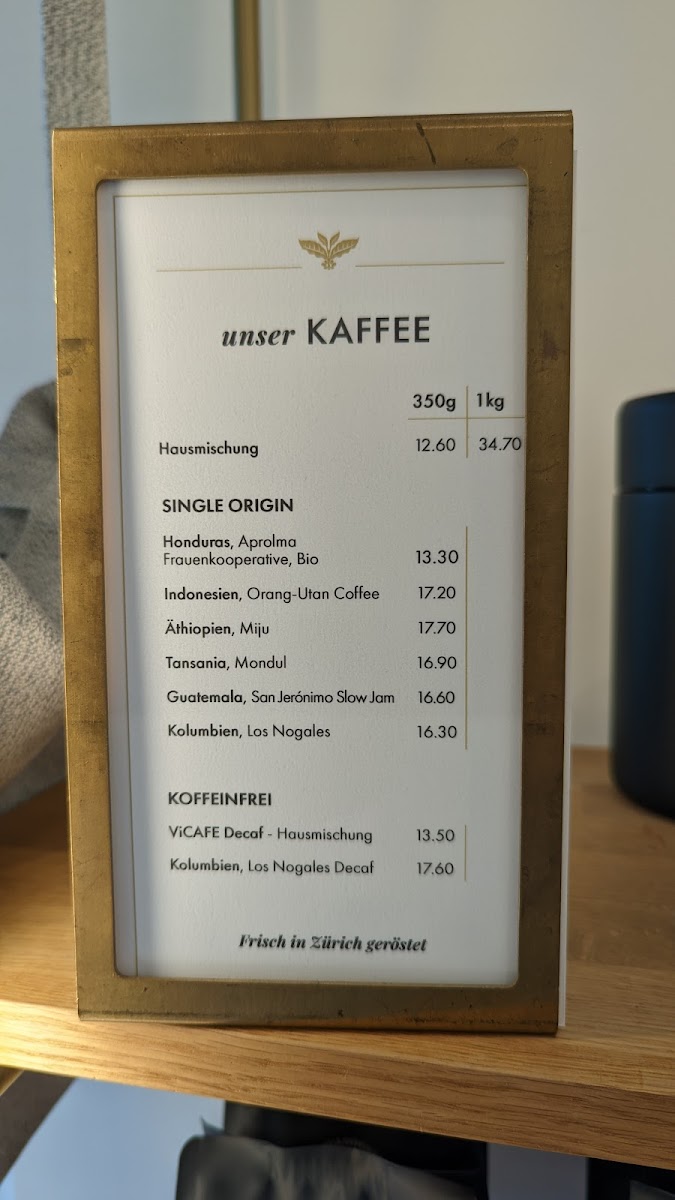 unser KAFFEE
350g 1kg
Hausmischung 12.60 34.70
SINGLE ORIGIN
Honduras, Aprolma
Frauenkooperative, Bio 13.30
Indonesien, Orang-Utan Coffee 17.20
Äthiopien, Miju 17.70
Tansania, Mondul 16.90
Guatemala, San Jerónimo Slow Jam 16.60
Kolumbien, Los Nogales 16.30
KOFFEINFREI
ViCAFE Decaf - Hausmischung 13.50
Kolumbien, Los Nogales Decaf 17.60
Frisch in Zürich geröstet